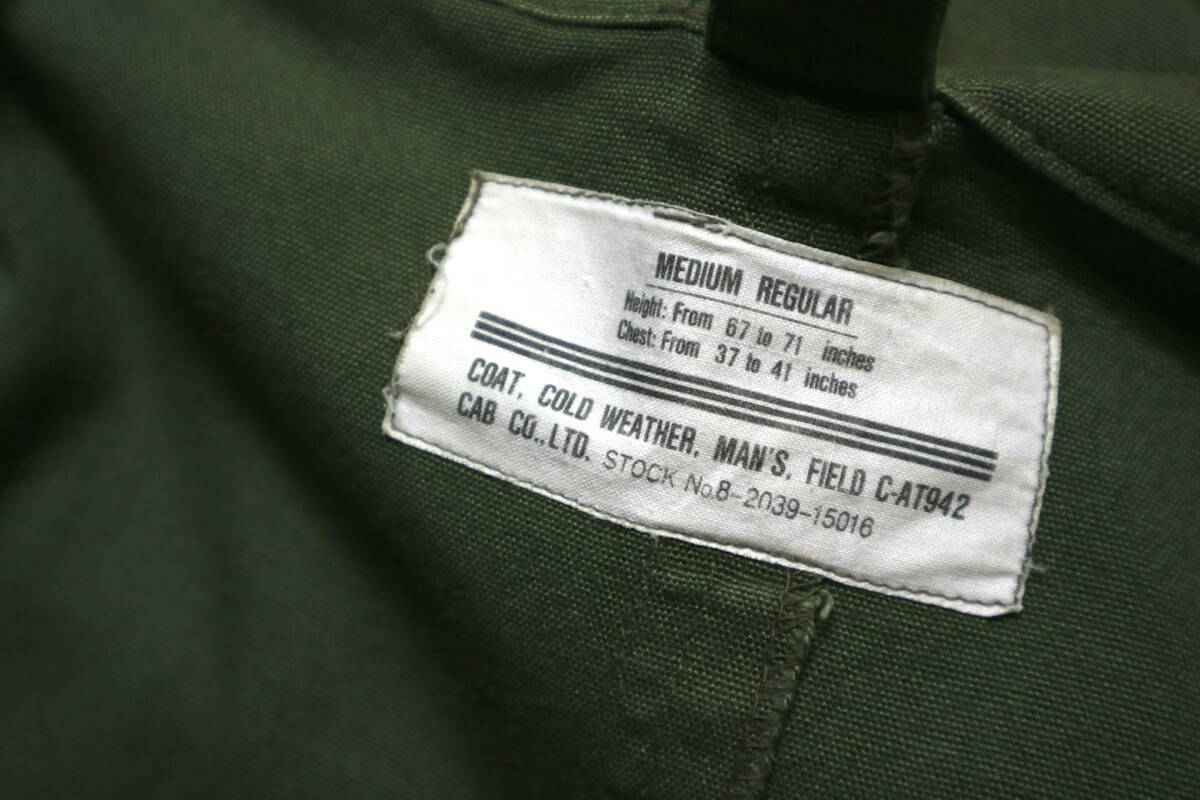 MEDIUM REGULAR
Height: From 67 to 71 inches
Chest: From 37 to 41 inches
COAT, COLD WEATHER, MAN'S, FIELD C-AT942
CAB CO.,LTD. STOCK No.8-2039-15016